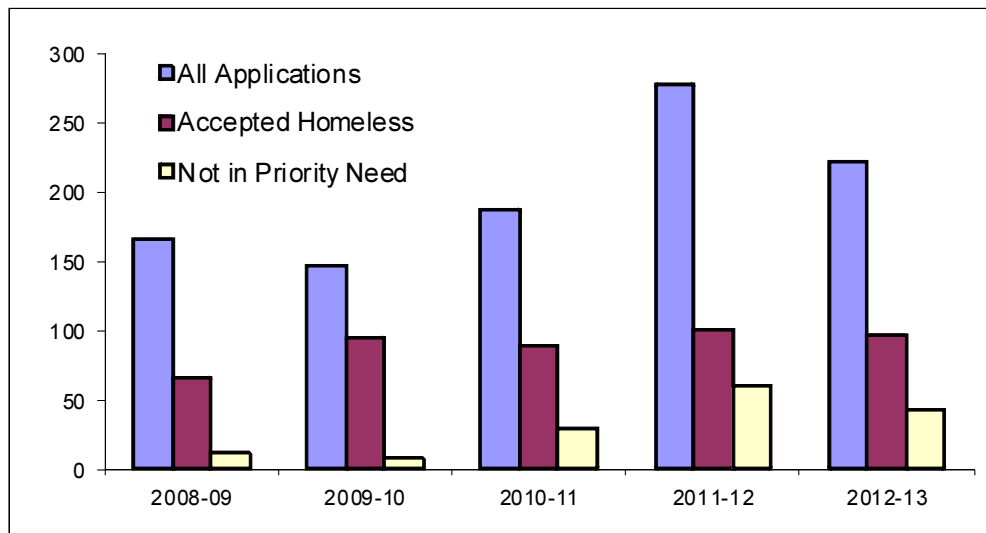 300
250
200
150
100
50
0
All Applications
Accepted Homeless
Not in Priority Need
2008-09 2009-10 2010-11 2011-12 2012-13